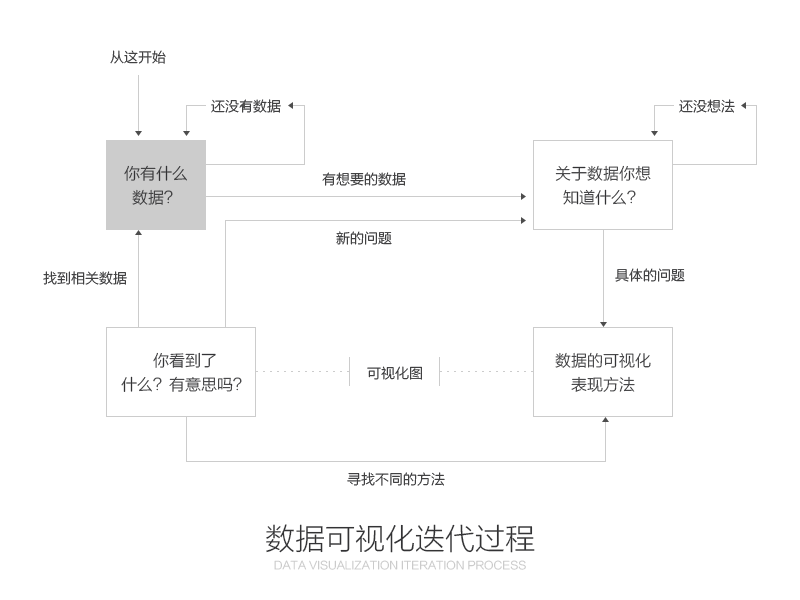 从这开始
还没有数据
还没想法
你有什么
数据?
有想要的数据
关于数据你想
知道什么?
新的问题
找到相关数据
具体的问题
你看到了
什么? 有意思吗?
可视化图
数据的可视化
表现方法
寻找不同的方法
数据可视化迭代过程
DATA VISUALIZATION ITERATION PROCESS